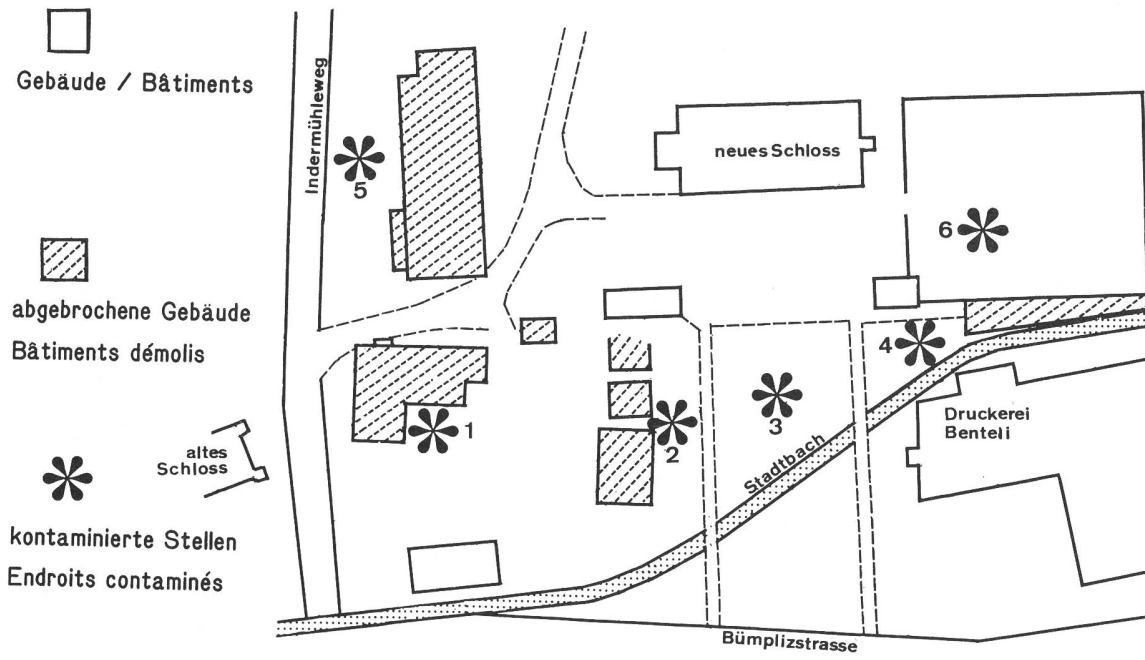 Gebäude / Bâtiments
abgebrochene Gebäude
Bâtiments démolis
kontaminierte Stellen
Endroits contaminés
Indermühleweg
5
neues Schloss
6
4
1
2
3
altes
Schloss
Druckerei
Benteli
Stadtbach
Bümplizstrasse